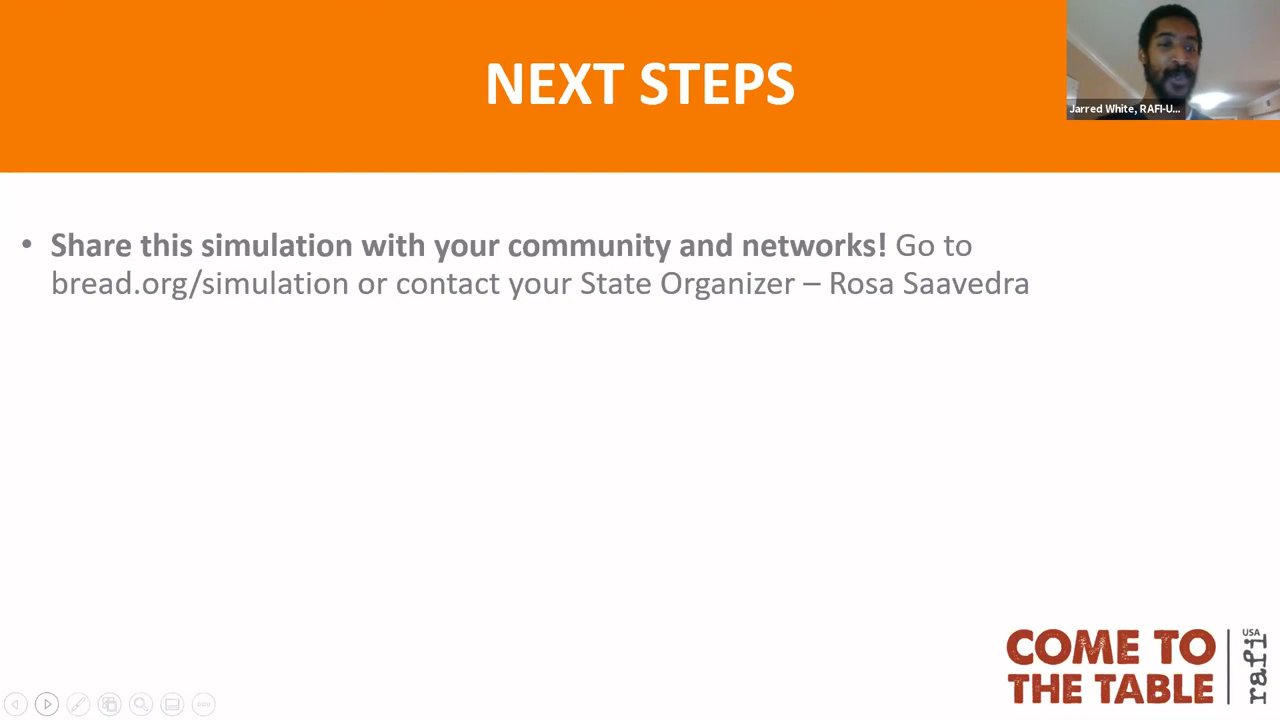 NEXT STEPS
Jarred White, RAFI-U...
• Share this simulation with your community and networks! Go to
bread.org/simulation or contact your State Organizer – Rosa Saavedra
COME TO
THE TABLE
rafi
USA